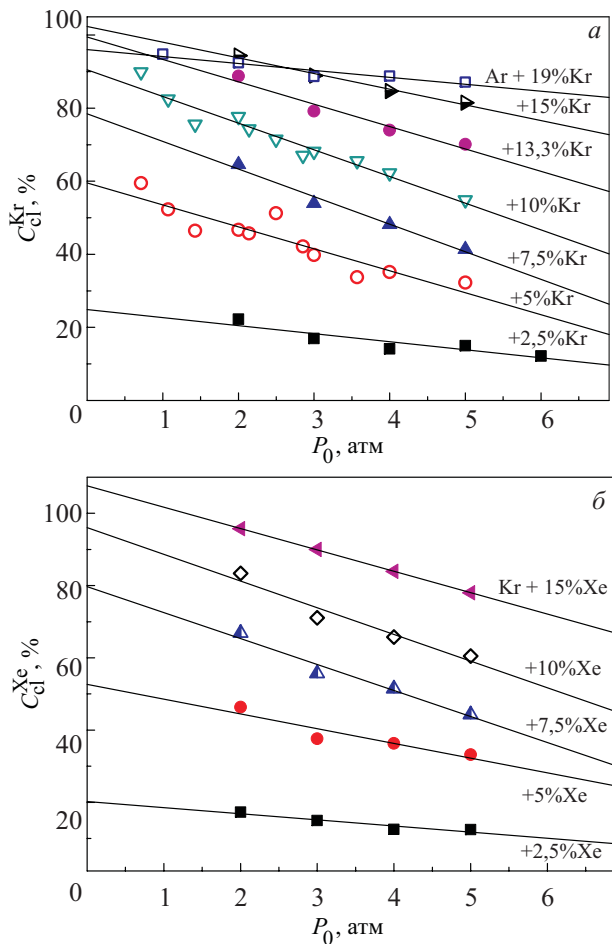 а
100
80
60
40
20
0
C_cl^Kr, %
Ar + 19%Kr
+15%Kr
+13,3%Kr
+10%Kr
+7,5%Kr
+5%Kr
+2,5%Kr
1 2 3 4 5 6
P_0, атм
б
100
80
60
40
20
0
C_cl^Xe, %
Kr + 15%Xe
+10%Xe
+7,5%Xe
+5%Xe
+2,5%Xe
1 2 3 4 5 6
P_0, атм